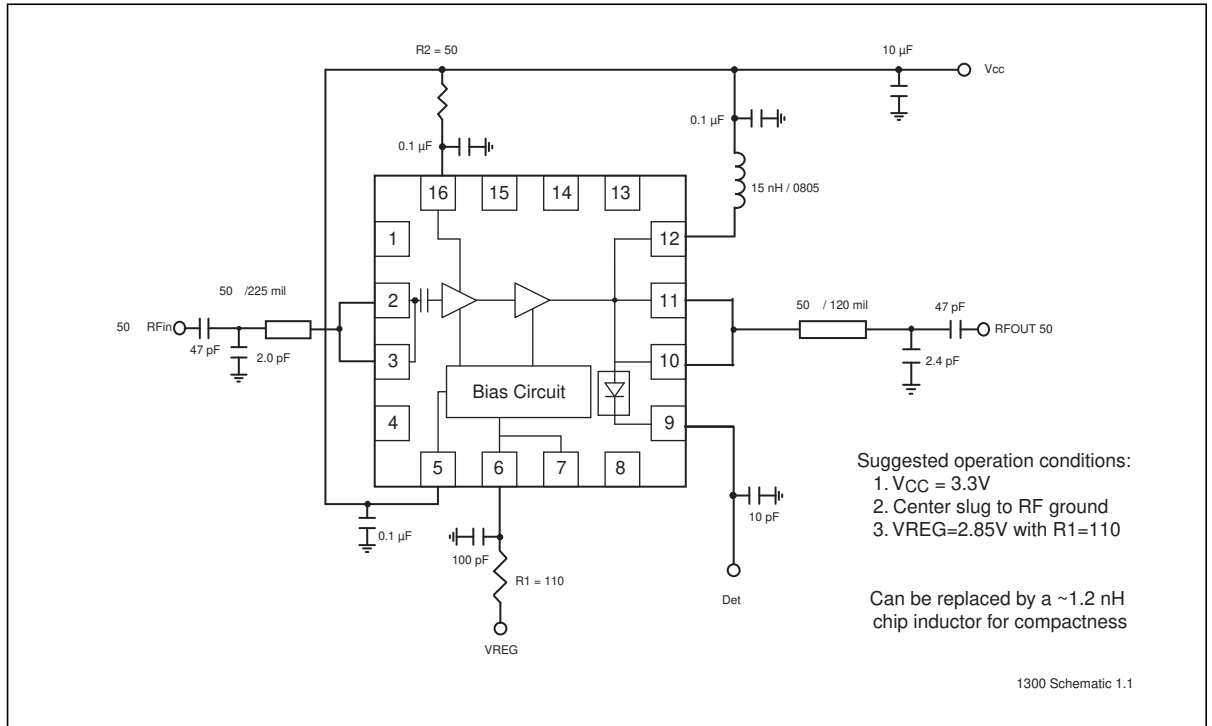 R2 = 50
10 µF
Vcc
0.1 µF
0.1 µF
15 nH / 0805
16
15
14
13
1
12
50 /225 mil
2
11
50 / 120 mil
47 pF
50 RFin
RFOUT 50
47 pF
2.0 pF
3
10
2.4 pF
Bias Circuit
4
9
5
6
7
8
Suggested operation conditions:
1. VCC = 3.3V
2. Center slug to RF ground
3. VREG=2.85V with R1=110
10 pF
0.1 µF
100 pF
R1 = 110
Det
Can be replaced by a ~1.2 nH
chip inductor for compactness
VREG
1300 Schematic 1.1